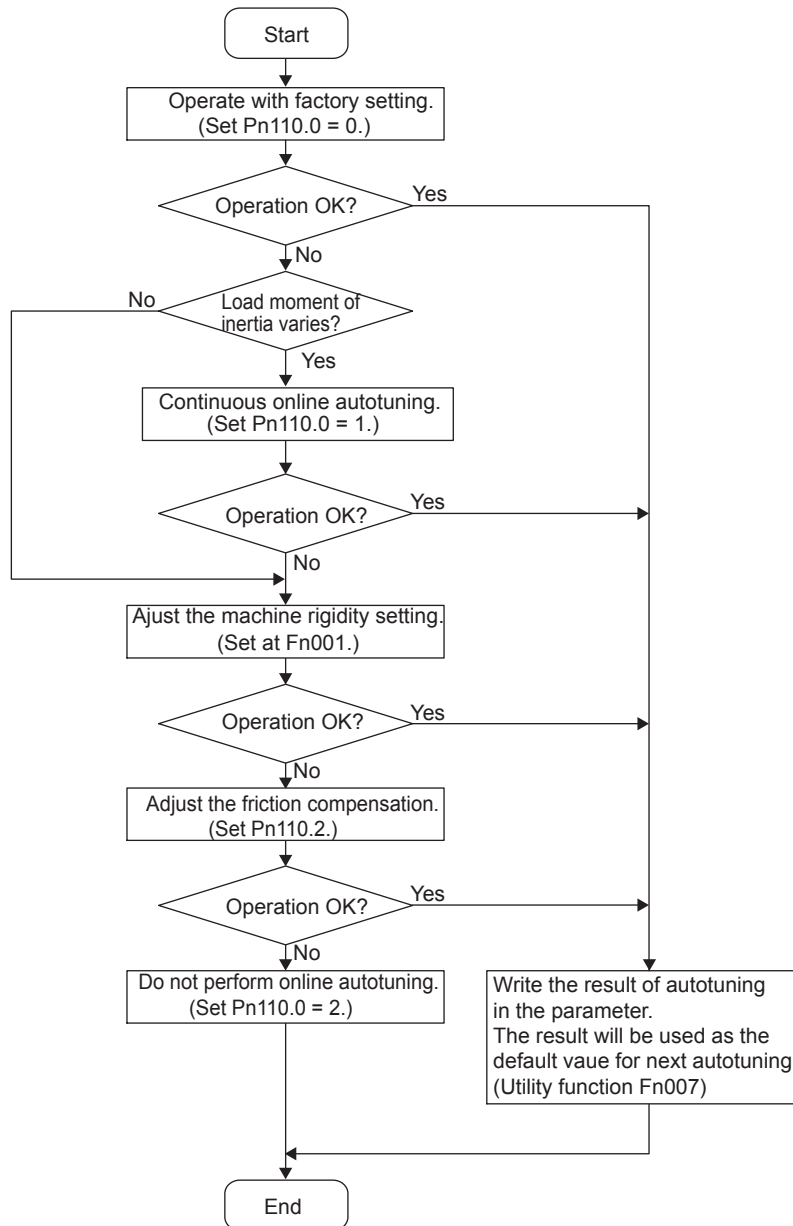 Start
Operate with factory setting.
(Set Pn110.0 = 0.)
Yes
Operation OK?
No
No
Load moment of
inertia varies?
Yes
Continuous online autotuning.
(Set Pn110.0 = 1.)
Yes
Operation OK?
No
Ajust the machine rigidity setting.
(Set at Fn001.)
Yes
Operation OK?
No
Adjust the friction compensation.
(Set Pn110.2.)
Yes
Operation OK?
No
Do not perform online autotuning.
(Set Pn110.0 = 2.)
Write the result of autotuning
in the parameter.
The result will be used as the
default vaue for next autotuning
(Utility function Fn007)
End